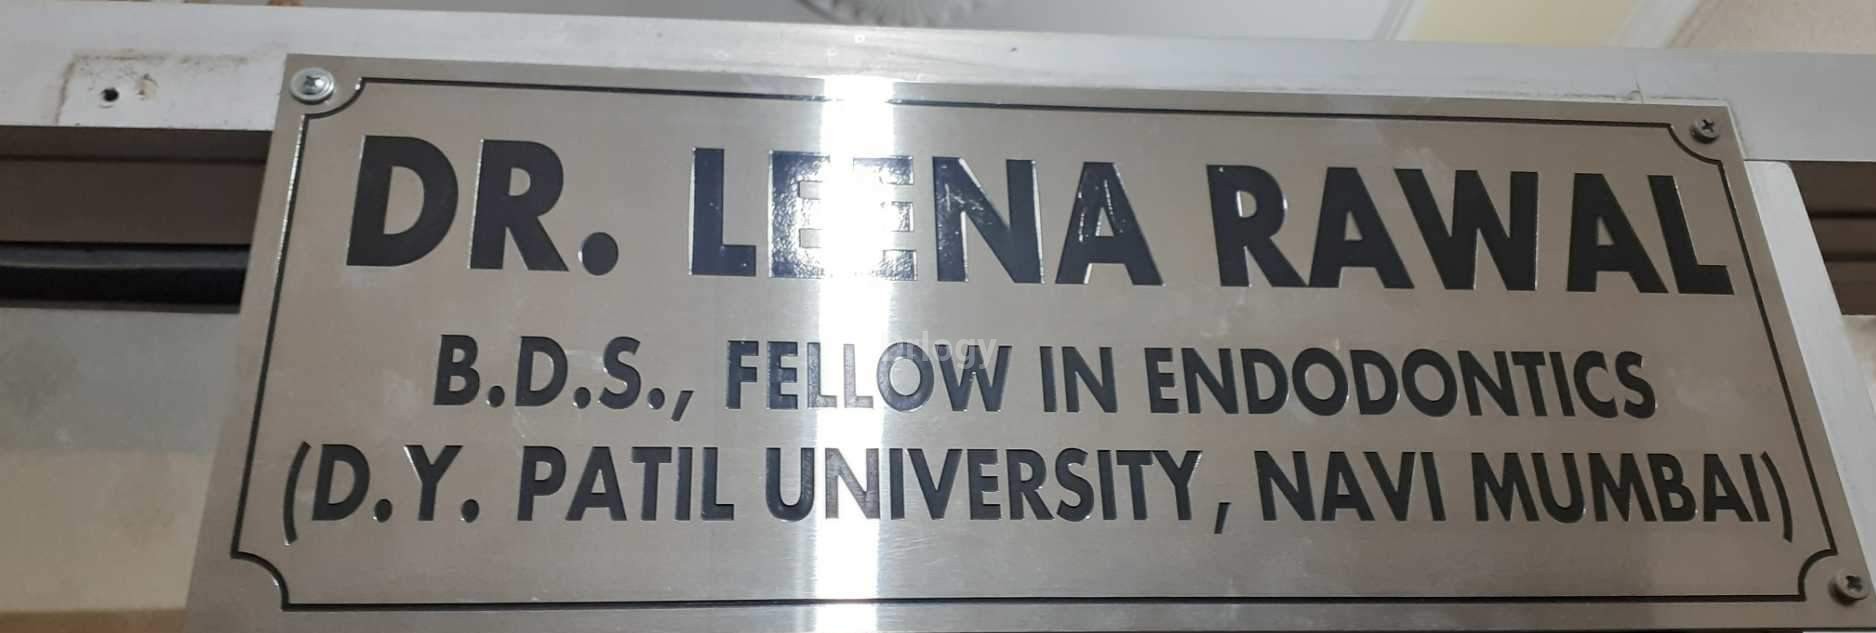 DR. LEENA RAWAL
B.D.S., FELLOW IN ENDODONTICS
(D.Y. PATIL UNIVERSITY, NAVI MUMBAI)